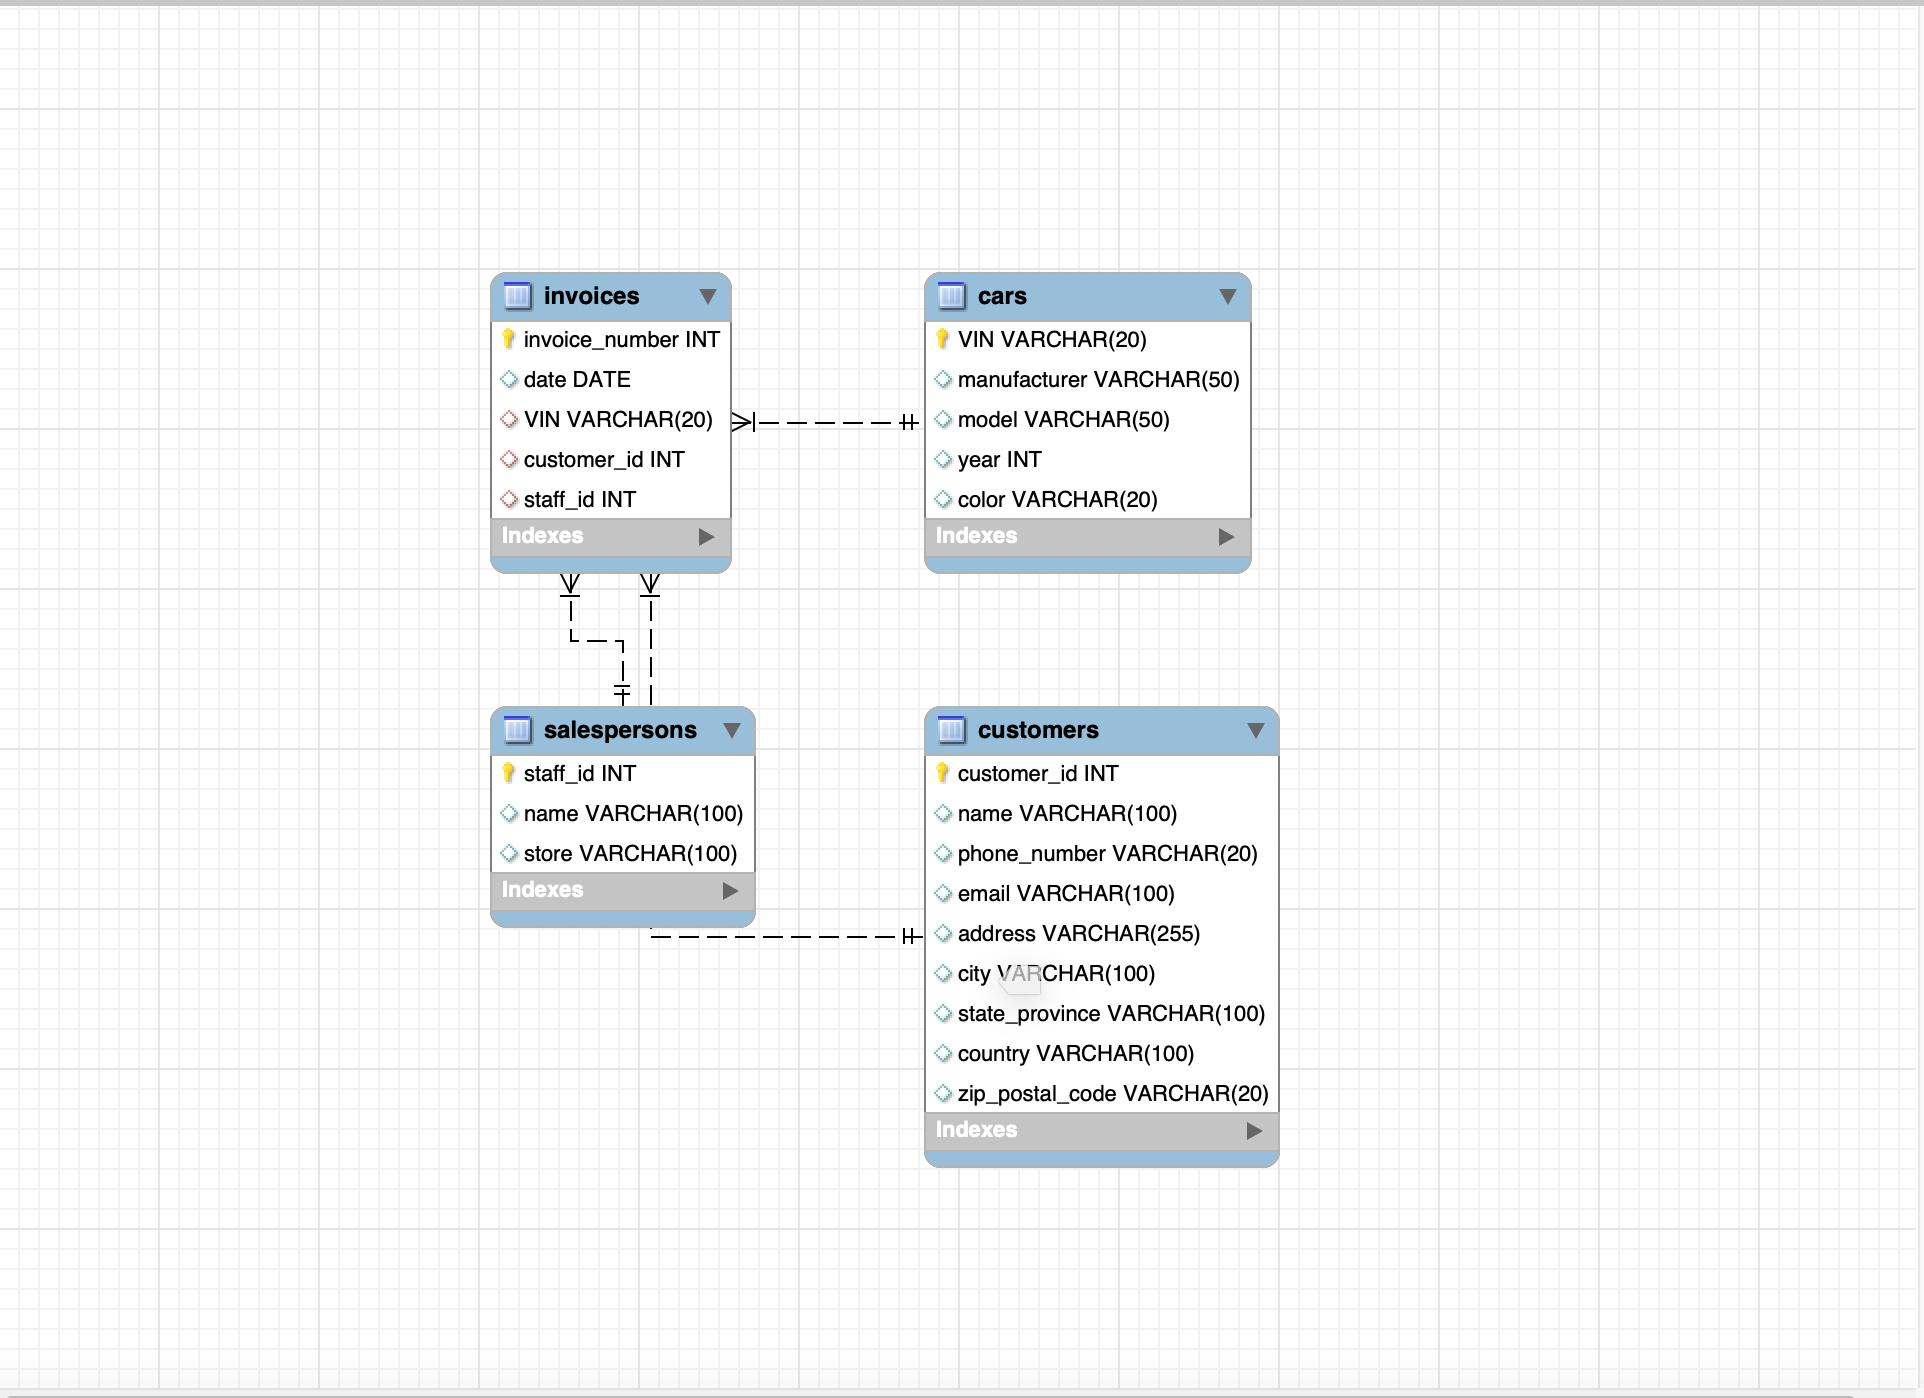 invoices
invoice_number INT
date DATE
VIN VARCHAR(20)
customer_id INT
staff_id INT
Indexes
cars
VIN VARCHAR(20)
manufacturer VARCHAR(50)
model VARCHAR(50)
year INT
color VARCHAR(20)
Indexes
salespersons
staff_id INT
name VARCHAR(100)
store VARCHAR(100)
Indexes
customers
customer_id INT
name VARCHAR(100)
phone_number VARCHAR(20)
email VARCHAR(100)
address VARCHAR(255)
city VARCHAR(100)
state_province VARCHAR(100)
country VARCHAR(100)
zip_postal_code VARCHAR(20)
Indexes